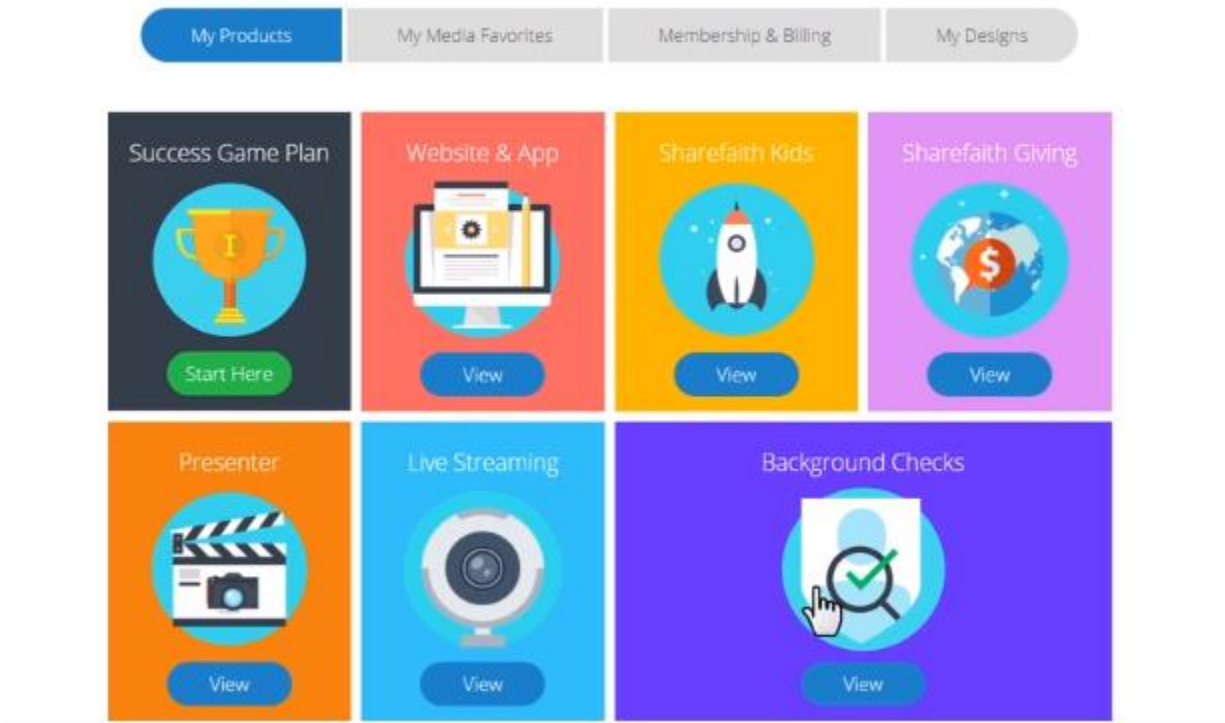 My Products
My Media Favorites
Membership & Billing
My Designs
Success Game Plan
Website & App
Sharefaith Kids
Sharefaith Giving
I
$
Start Here
View
View
View
Presenter
Live Streaming
Background Checks
View
View
View